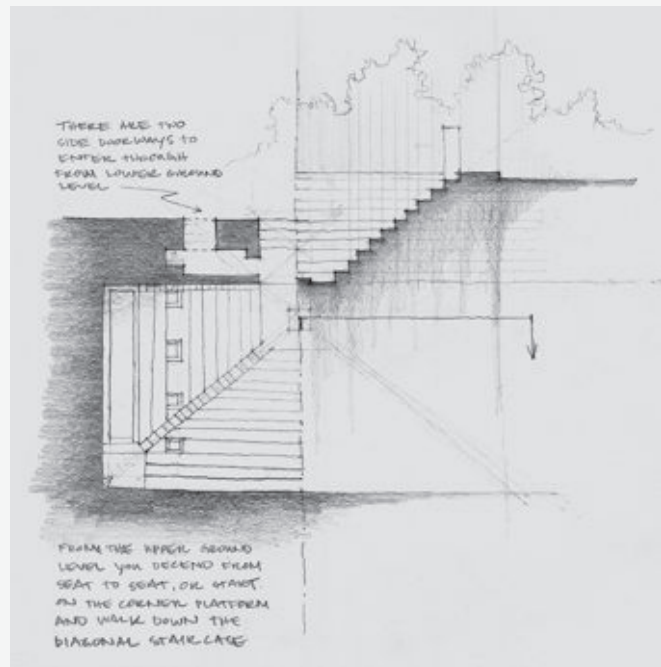 THERE ARE TWO
SIDE DOORWAYS TO
ENTER THROUGH
FROM LOWER GROUND
LEVEL
FROM THE UPPER GROUND
LEVEL YOU DECEND FROM
SEAT TO SEAT, OR START
ON THE CORNER PLATFORM
AND WALK DOWN THE
DIAGONAL STAIRCASE